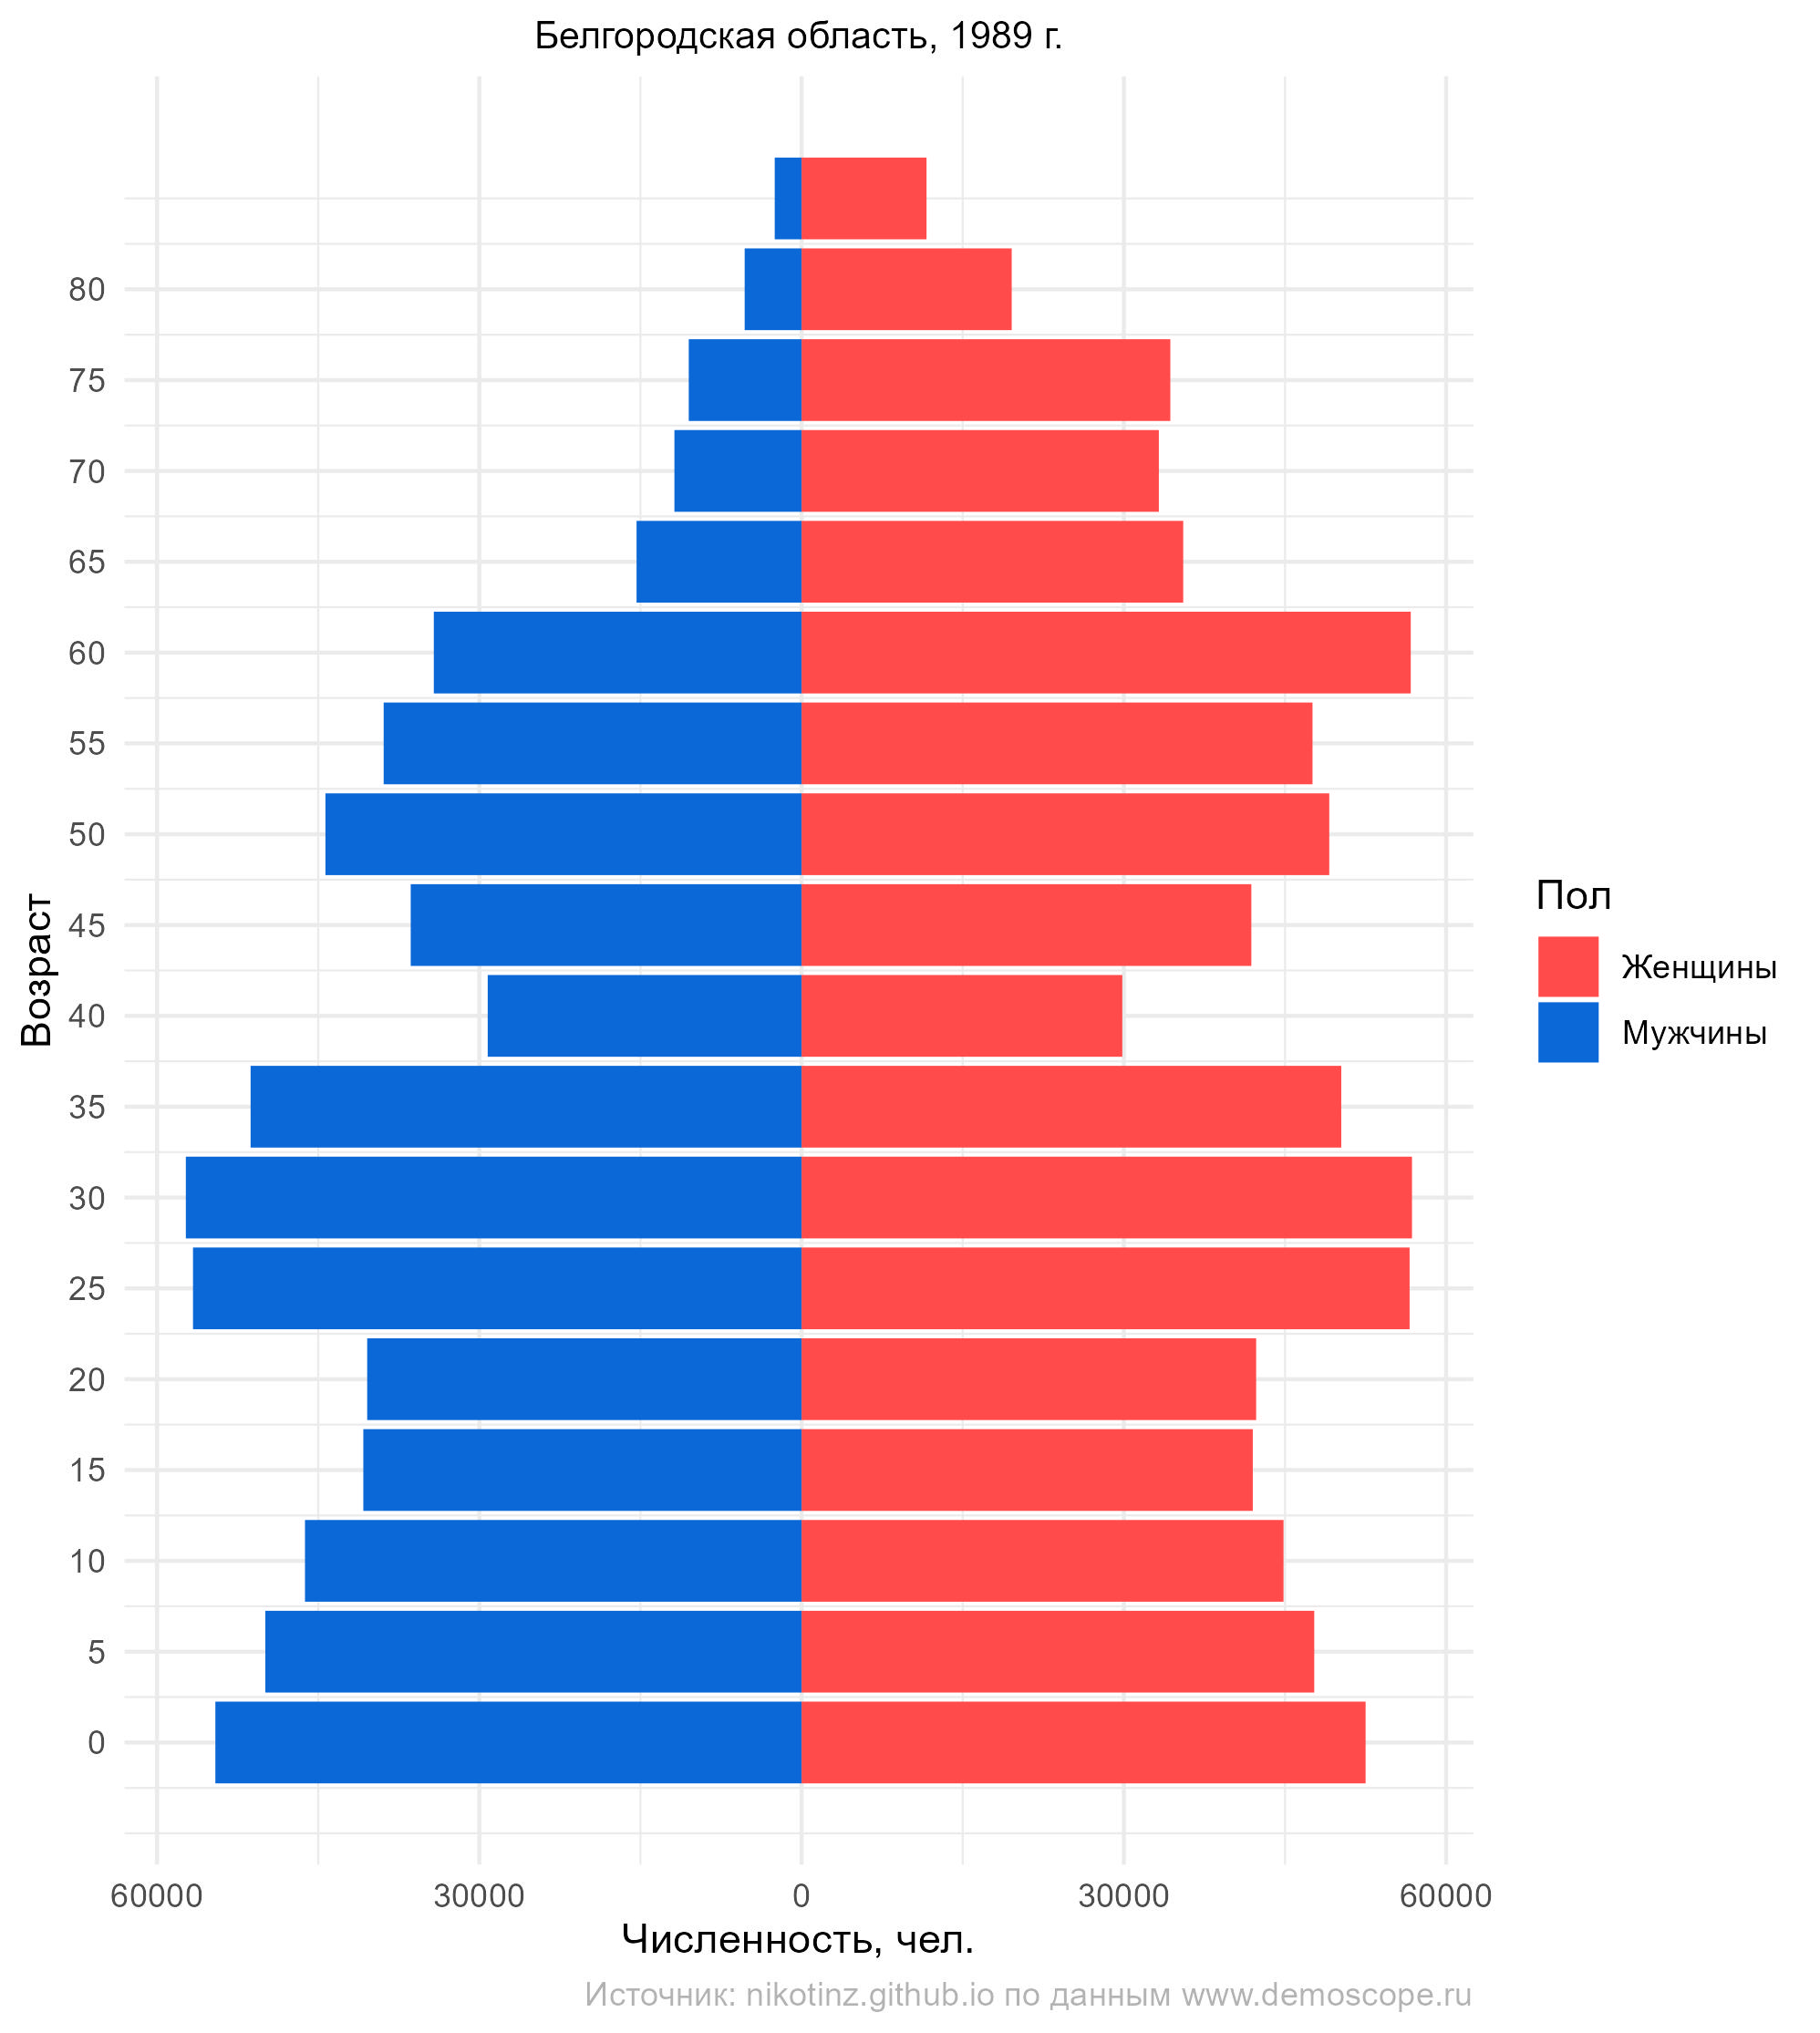 Белгородская область, 1989 г.
80
75
70
65
60
55
50
45
40
35
30
25
20
15
10
5
0
Возраст
60000 30000 0 30000 60000
Численность, чел.
Пол
Женщины
Мужчины
Источник: nikotinz.github.io по данным www.demoscope.ru